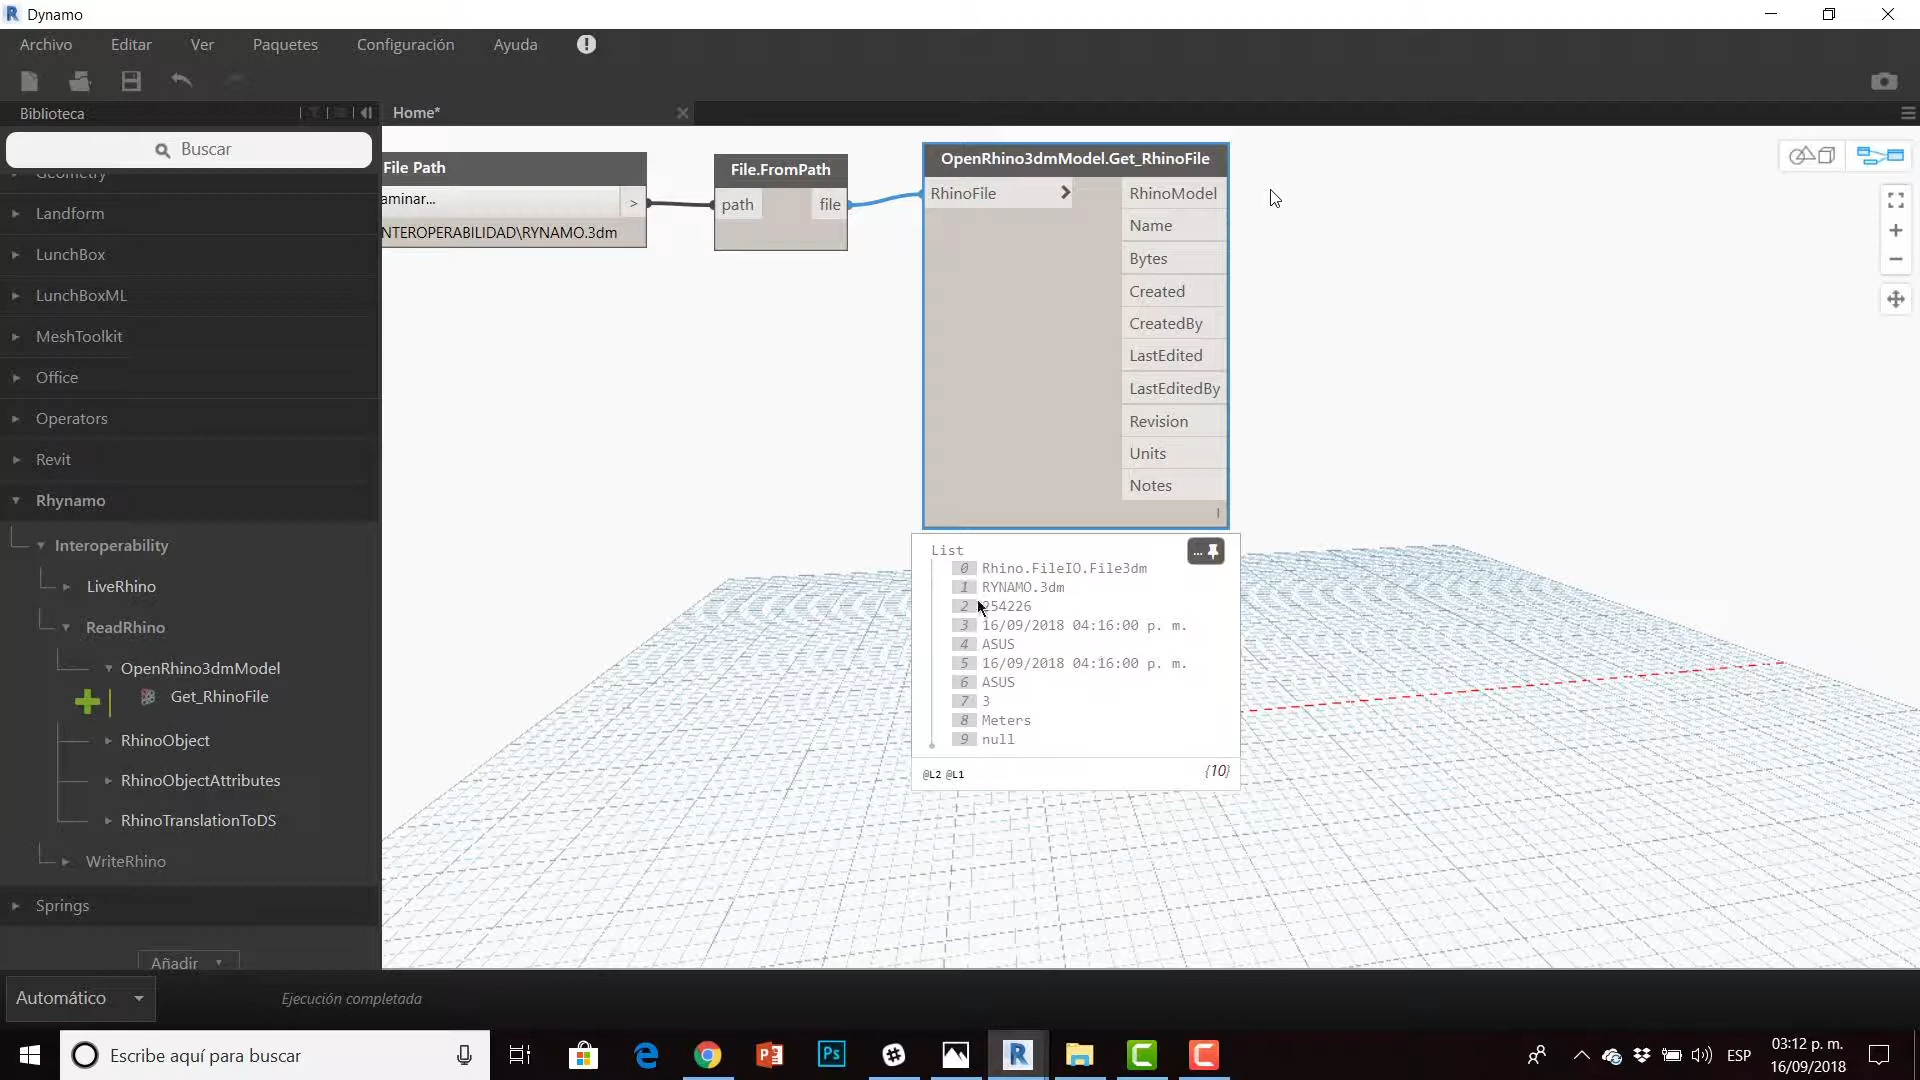 Dynamo
Archivo Editar Ver Paquetes Configuración Ayuda
Biblioteca
Home*
Buscar
Geometry
Landform
LunchBox
LunchBoxML
MeshToolkit
Office
Operators
Revit
Rhynamo
Interoperability
LiveRhino
ReadRhino
OpenRhino3dmModel
Get_RhinoFile
RhinoObject
RhinoObjectAttributes
RhinoTranslationToDS
WriteRhino
Springs
Añadir
Automático
Ejecución completada
File Path
aminar...
>
NTEROPERABILIDAD\RYNAMO.3dm
File.FromPath
path file
OpenRhino3dmModel.Get_RhinoFile
RhinoFile > RhinoModel
Name
Bytes
Created
CreatedBy
LastEdited
LastEditedBy
Revision
Units
Notes
l
List
0 Rhino.FileIO.File3dm
1 RYNAMO.3dm
2 254226
3 16/09/2018 04:16:00 p. m.
4 ASUS
5 16/09/2018 04:16:00 p. m.
6 ASUS
7 3
8 Meters
9 null
@L2 @L1 {10}
Escribe aquí para buscar
ESP
03:12 p. m.
16/09/2018